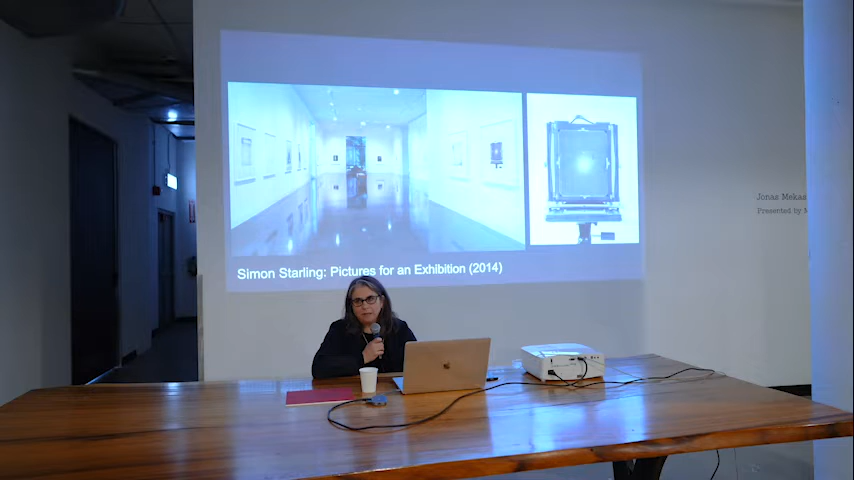 Simon Starling: Pictures for an Exhibition (2014)
Jonas Mekas
Presented by